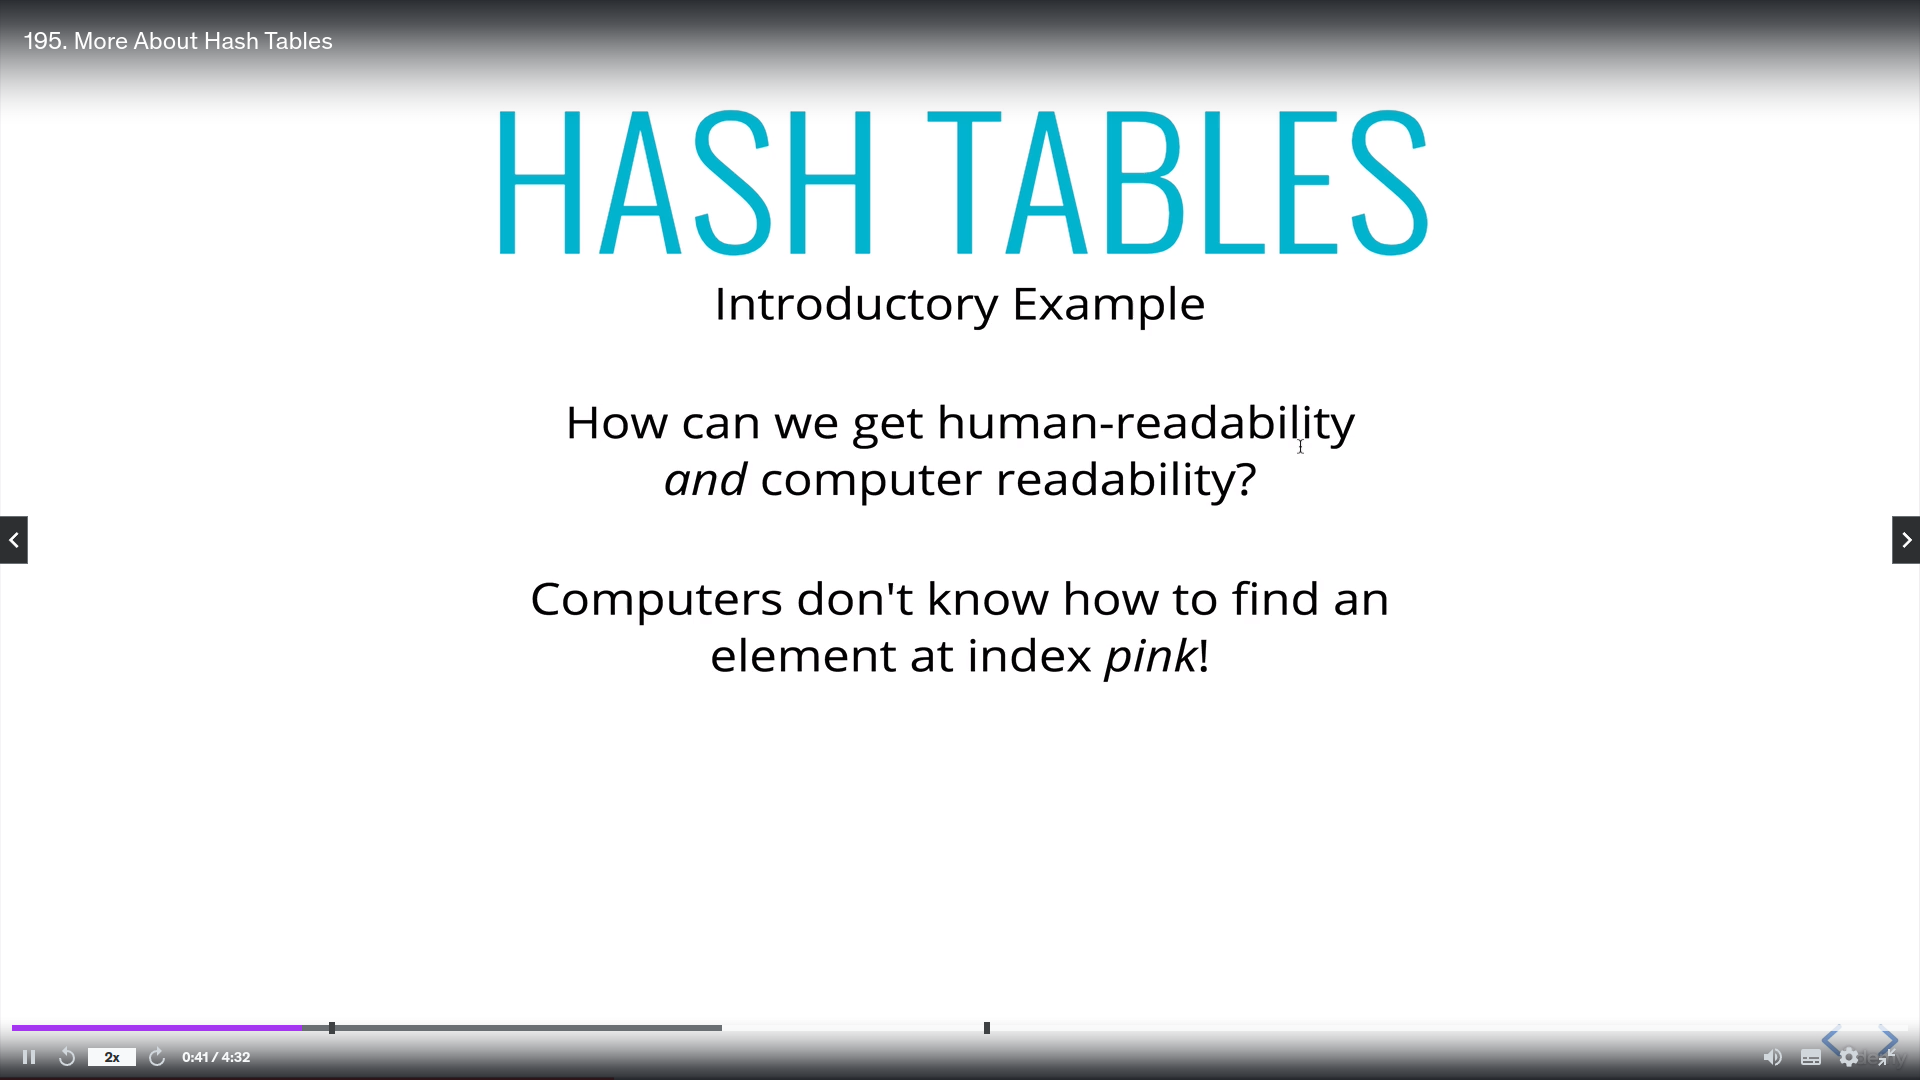 195. More About Hash Tables
HASH TABLES
Introductory Example
How can we get human-readability
and computer readability?
Computers don't know how to find an
element at index pink!
2x
0:41 / 4:32